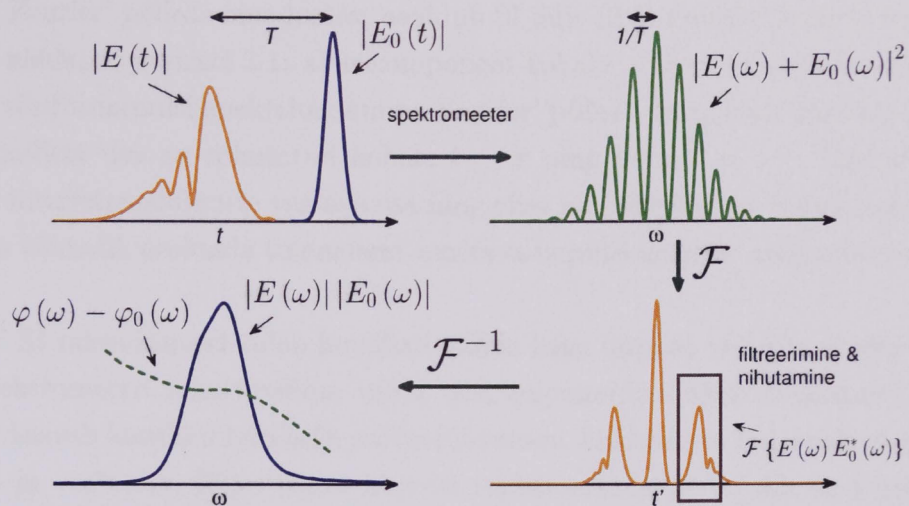 T
|E(t)|
|E₀(t)|
t
spektromeeter
1/T
|E(ω) + E₀(ω)|²
ω
ℱ
φ(ω) − φ₀(ω)
|E(ω)||E₀(ω)|
ω
ℱ⁻¹
filtreerimine &
nihutamine
ℱ{E(ω)E₀*(ω)}
t'